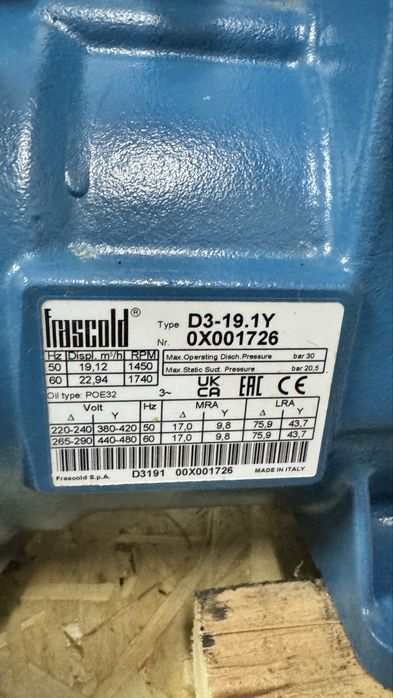 frascold® Type D3-19.1Y
Nr. 0X001726
Hz Displ. m³/h RPM
50 19,12 1450
60 22,94 1740
Max.Operating Disch.Pressure bar 30
Max.Static Suct. Pressure bar 20,5
Oil type: POE32 3~ UK CA EAC CE
Volt Hz MRA LRA
Δ Y Δ Y Δ Y
220-240 380-420 50 17,0 9,8 75,9 43,7
265-290 440-480 60 17,0 9,8 75,9 43,7
D3191 00X001726
Frascold S.p.A. MADE IN ITALY